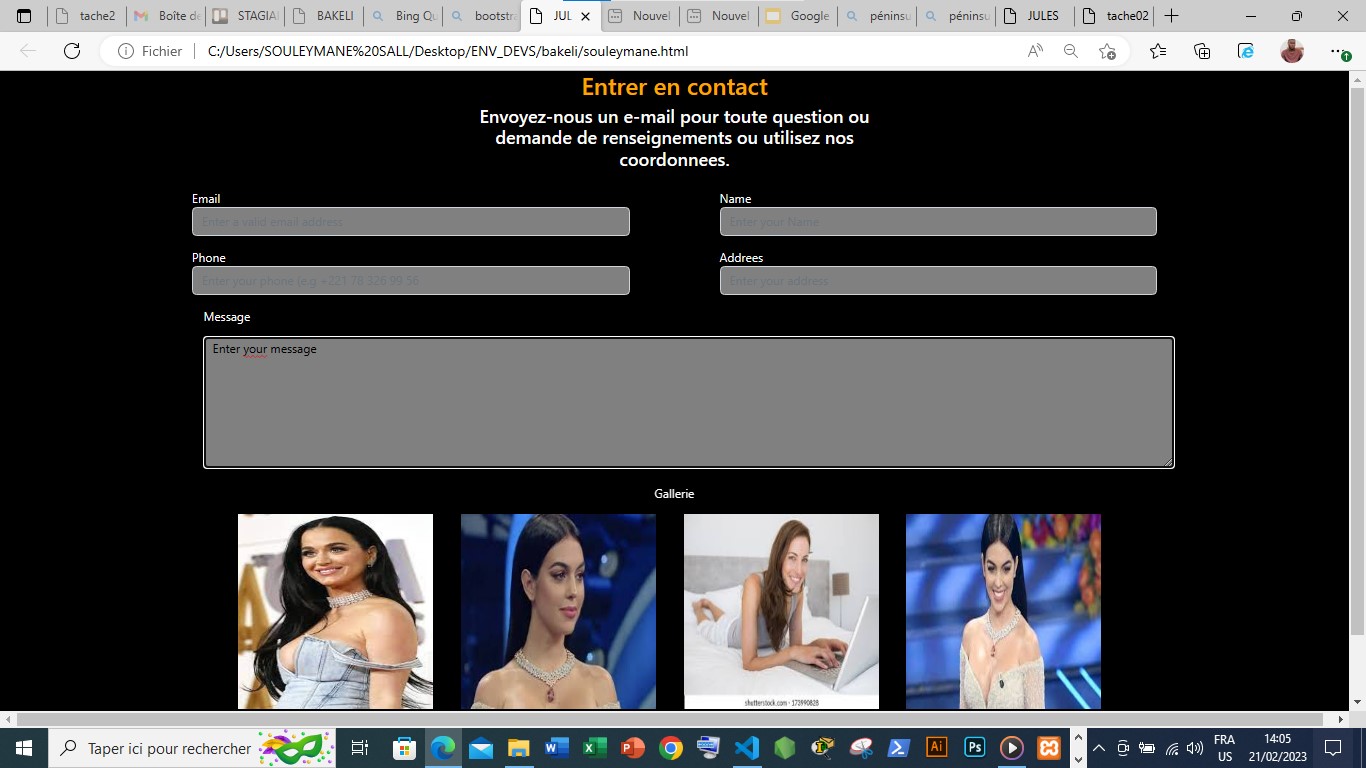 tache2
Boîte de
STAGIAI
BAKELI
Bing Qu
bootstra
JUL
Nouvel
Nouvel
Google
péninsu
péninsu
JULES
tache02
Fichier
C:/Users/SOULEYMANE%20SALL/Desktop/ENV_DEVS/bakeli/souleymane.html
Entrer en contact
Envoyez-nous un e-mail pour toute question ou
demande de renseignements ou utilisez nos
coordonnees.
Email
Name
Enter a valid email address
Enter your Name
Phone
Addrees
Enter your phone (e.g +221 78 326 99 56
Enter your address
Message
Enter your message
Gallerie
shutterstock.com · 173990828
Taper ici pour rechercher
FRA
US
14:05
21/02/2023